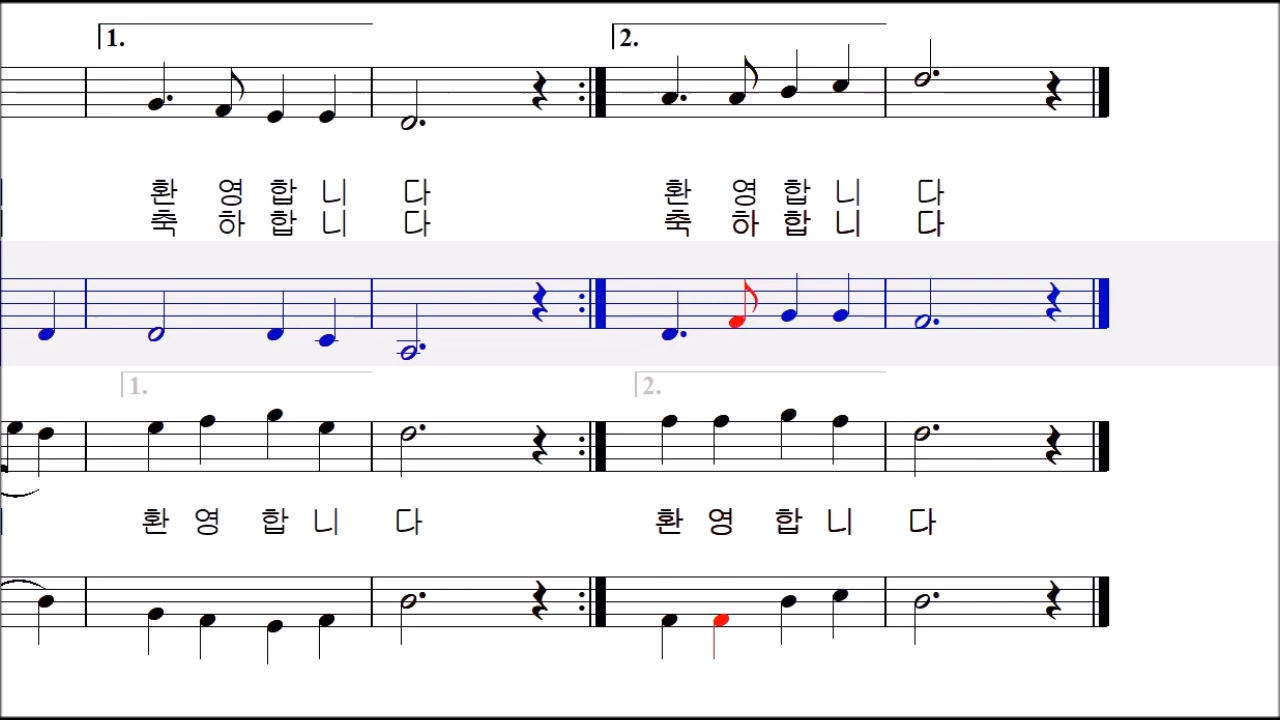 1. 2.
환 영 합 니 다 환 영 합 니 다
축 하 합 니 다 축 하 합 니 다
1. 2.
환 영 합 니 다 환 영 합 니 다